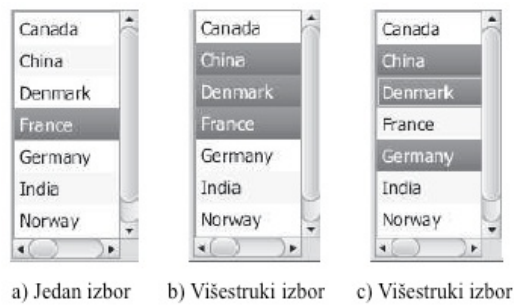 Canada
China
Denmark
France
Germany
India
Norway
Canada
China
Denmark
France
Germany
India
Norway
Canada
China
Denmark
France
Germany
India
Norway
a) Jedan izbor
b) Višestruki izbor
c) Višestruki izbor